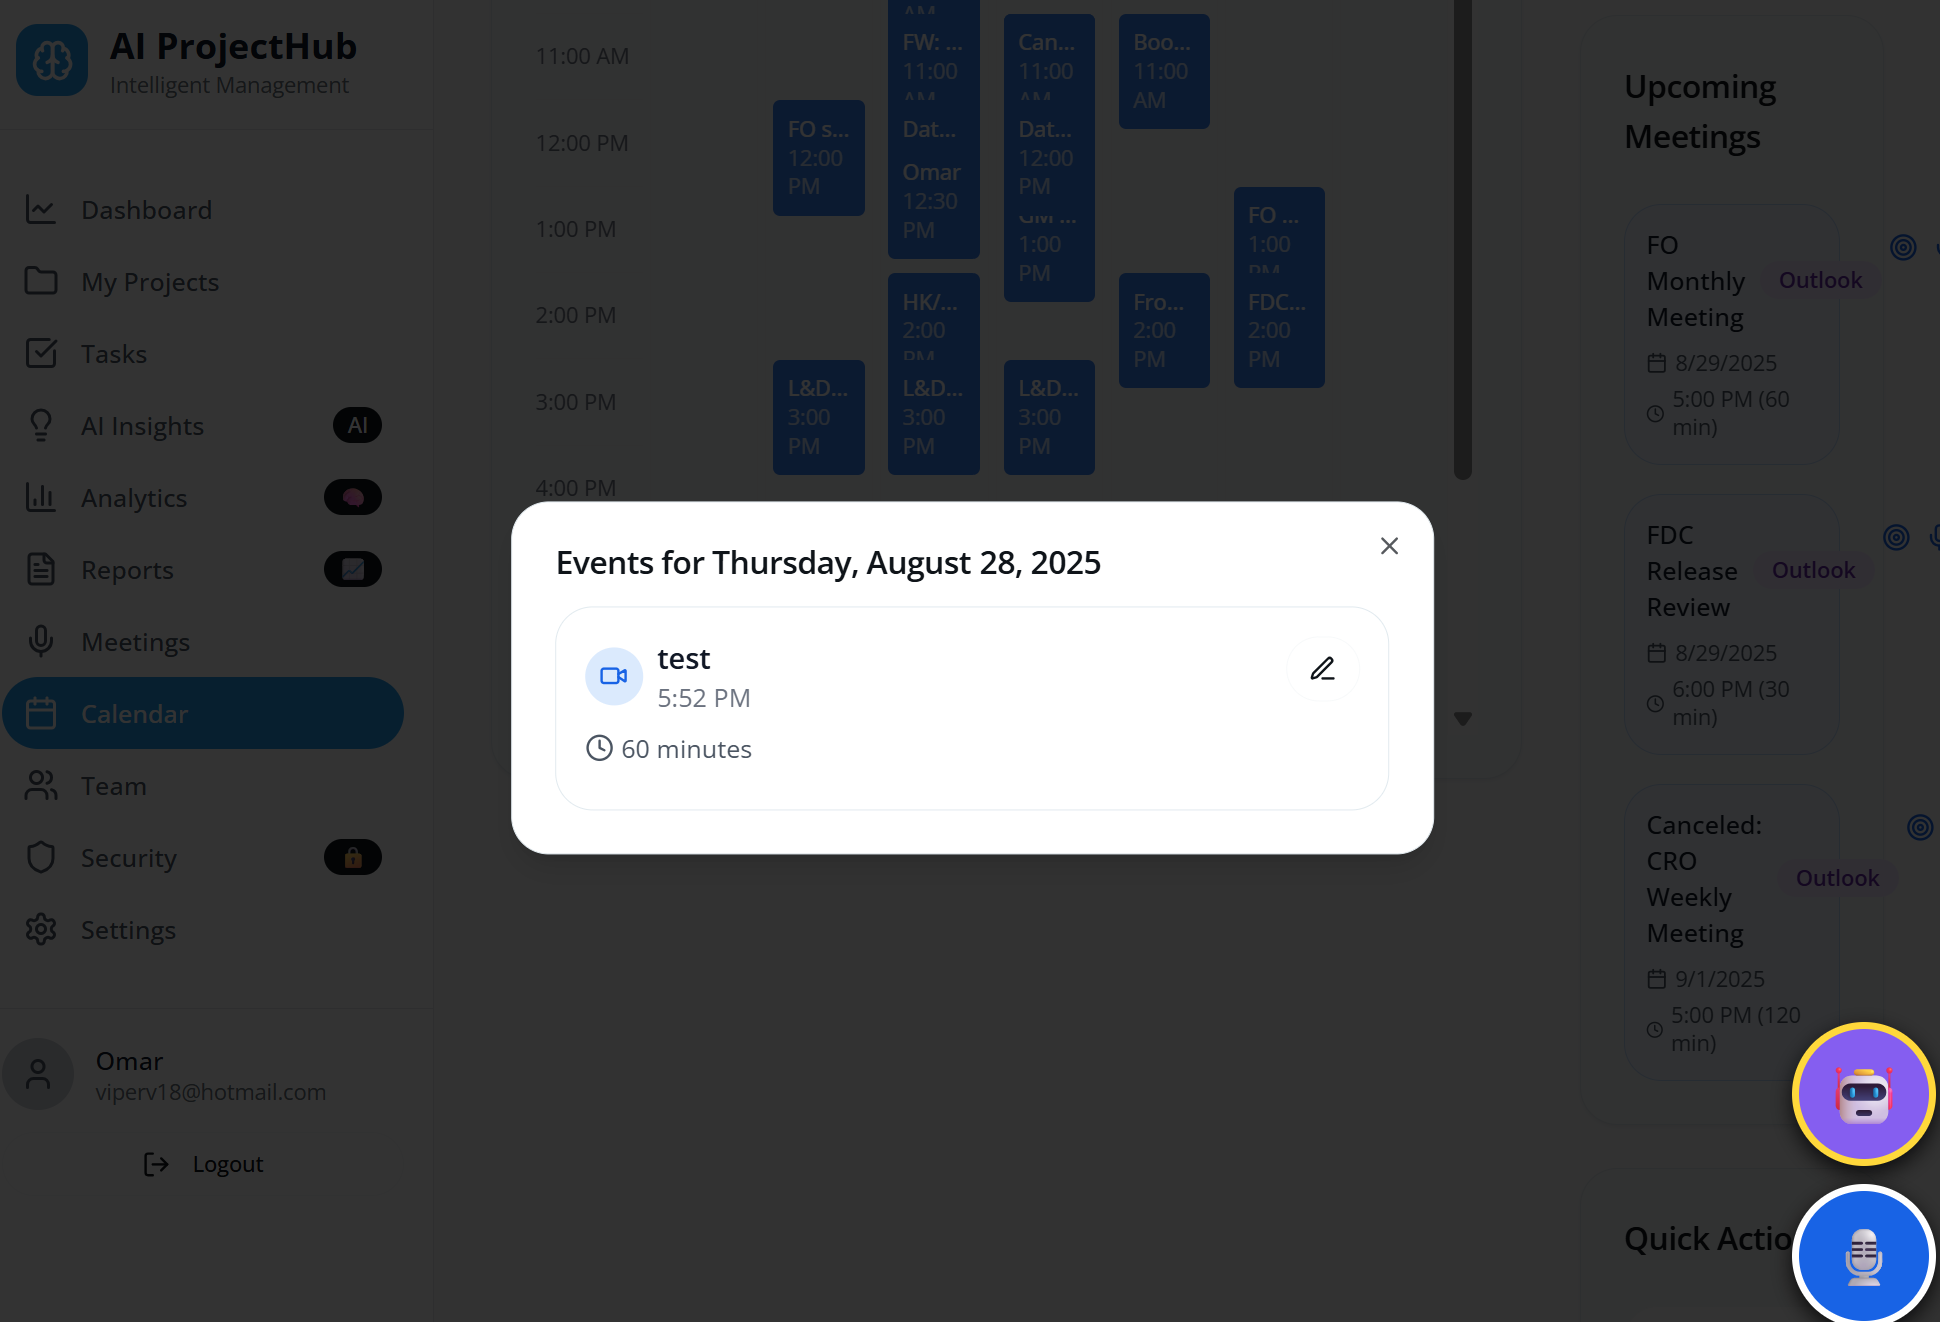 AI ProjectHub
Intelligent Management
Dashboard
My Projects
Tasks
AI Insights
AI
Analytics
Reports
Meetings
Calendar
Team
Security
Settings
Omar
viperv18@hotmail.com
Logout
11:00 AM
12:00 PM
1:00 PM
2:00 PM
3:00 PM
4:00 PM
FO s...
12:00
PM
L&D...
3:00
PM
AM
FW: ...
11:00
AM
Dat...
Omar
12:30
PM
HK/...
2:00
PM
L&D...
3:00
PM
Can...
11:00
AM
Dat...
12:00
PM
GM ...
1:00
PM
L&D...
3:00
PM
Boo...
11:00
AM
Fro...
2:00
PM
FO ...
1:00
PM
FDC...
2:00
PM
Events for Thursday, August 28, 2025
test
5:52 PM
60 minutes
Upcoming
Meetings
FO
Monthly
Meeting
Outlook
8/29/2025
5:00 PM (60
min)
FDC
Release
Review
Outlook
8/29/2025
6:00 PM (30
min)
Canceled:
CRO
Weekly
Meeting
Outlook
9/1/2025
5:00 PM (120
min)
Quick Actio